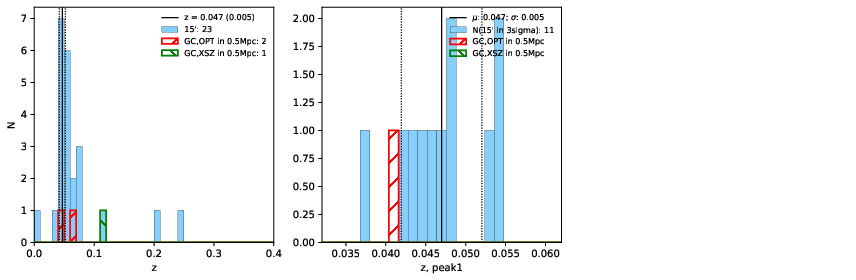 z = 0.047 (0.005)
15': 23
GC,OPT in 0.5Mpc: 2
GC,XSZ in 0.5Mpc: 1
7
6
5
4
3
2
1
0
N
0.0
0.1
0.2
0.3
0.4
z
μ: 0.047; σ: 0.005
N(15' in 3sigma): 11
GC,OPT in 0.5Mpc
GC,XSZ in 0.5Mpc
2.00
1.75
1.50
1.25
1.00
0.75
0.50
0.25
0.00
0.035
0.040
0.045
0.050
0.055
0.060
z, peak1